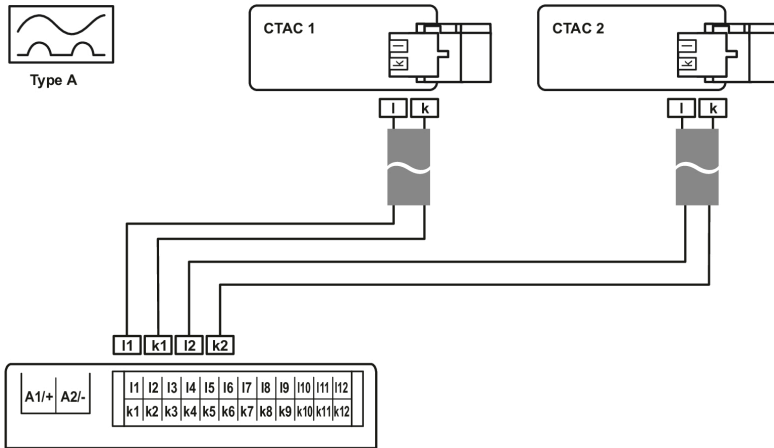 CTAC 1
l
k
CTAC 2
l
k
Type A
l k
l k
l1 k1 l2 k2
A1/+ A2/-
l1 l2 l3 l4 l5 l6 l7 l8 l9 l10 l11 l12
k1 k2 k3 k4 k5 k6 k7 k8 k9 k10 k11 k12